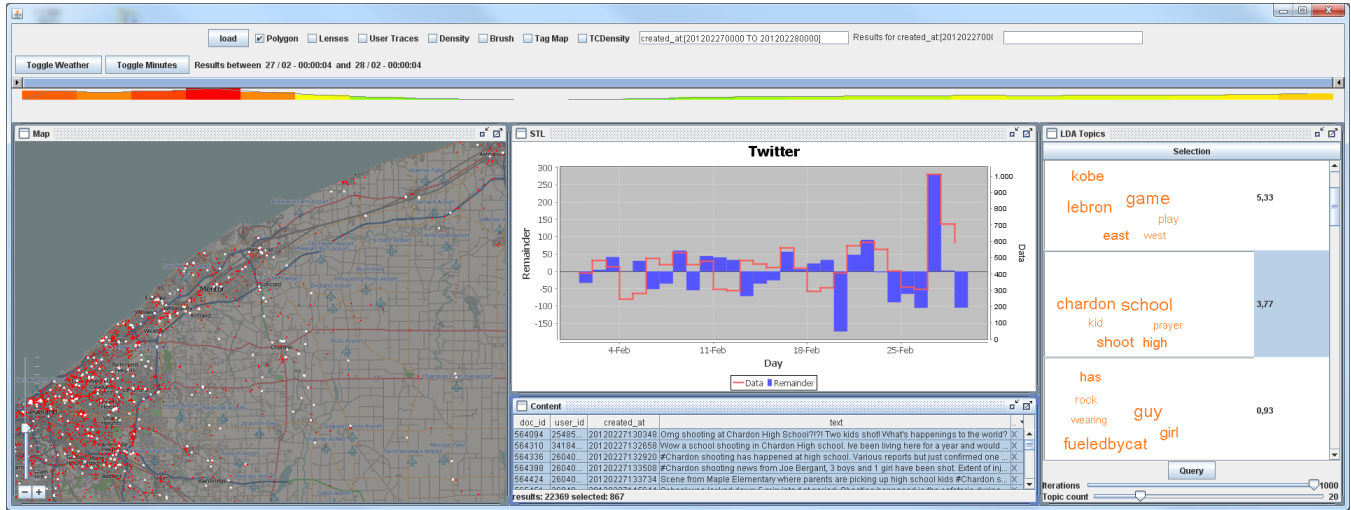 load Polygon Lenses User Traces Density Brush Tag Map TCDensity created_at:[201202270000 TO 201202280000] Results for created_at:[201202270(
Toggle Weather Toggle Minutes Results between 27 / 02 - 00:00:04 and 28 / 02 - 00:00:04
Map
Mentor
Concord
Kirtland
Chardon
Richmond Heights
Solon
Bainbridge
STL
Twitter
Remainder
300
250
200
150
100
50
0
-50
-100
-150
1.000
900
800
700
600
500
400
300
200
100
0
Data
4-Feb 11-Feb 18-Feb 25-Feb
Day
Data Remainder
Content
doc_id user_id created_at text ..
564094 25485... 20120227130348 Omg shooting at Chardon High School?!?! Two kids shot! What's happenings to the world? X
564310 34184... 20120227132658 Wow a school shooting in Chardon High school. Ive been living here for a year and would ... X
564336 26040... 20120227132920 #Chardon shooting has happened at high school. Various reports but just confirmed one ... X
564398 26040... 20120227133508 #Chardon shooting news from Joe Bergant, 3 boys and 1 girl have been shot. Extent of inj... X
564424 26040... 20120227133734 Scene from Maple Elementary where parents are picking up high school kids #Chardon s... X
results: 22369 selected: 867
LDA Topics
Selection
kobe
lebron game
play
east west
5,33
chardon school
kid prayer
shoot high
3,77
has
rock
wearing guy
girl
fueledbycat
0,93
Query
Iterations 1000
Topic count 20